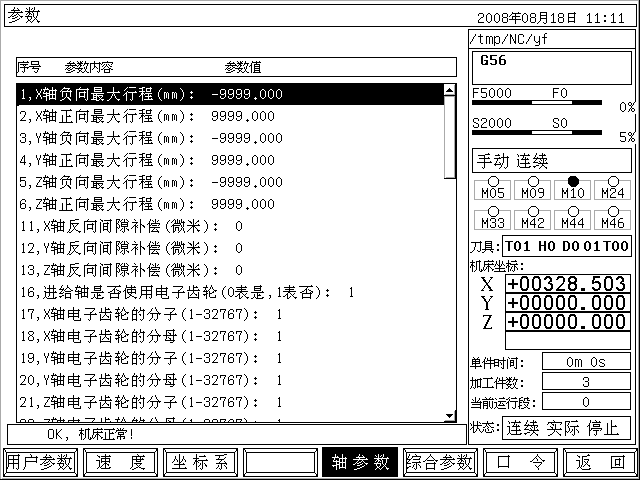 参数
2008年08月18日 11:11
/tmp/NC/yf
序号 参数内容 参数值
1,X轴负向最大行程(mm): -9999.000
2,X轴正向最大行程(mm): 9999.000
3,Y轴负向最大行程(mm): -9999.000
4,Y轴正向最大行程(mm): 9999.000
5,Z轴负向最大行程(mm): -9999.000
6,Z轴正向最大行程(mm): 9999.000
11,X轴反向间隙补偿(微米): 0
12,Y轴反向间隙补偿(微米): 0
13,Z轴反向间隙补偿(微米): 0
16,进给轴是否使用电子齿轮(0表是,1表否): 1
17,X轴电子齿轮的分子(1-32767): 1
18,X轴电子齿轮的分母(1-32767): 1
19,Y轴电子齿轮的分子(1-32767): 1
20,Y轴电子齿轮的分母(1-32767): 1
21,Z轴电子齿轮的分子(1-32767): 1
OK, 机床正常!
G56
F5000 F0
0%
S2000 S0
5%
手动 连续
M05 M09 M10 M24
M33 M42 M44 M46
刀具: T01 H0 D0 01T00
机床坐标:
X +00328.503
Y +00000.000
Z +00000.000
单件时间: 0m 0s
加工件数: 3
当前运行段: 0
状态: 连续 实际 停止
用户参数 速 度 坐标系 轴参数 综合参数 口 令 返 回